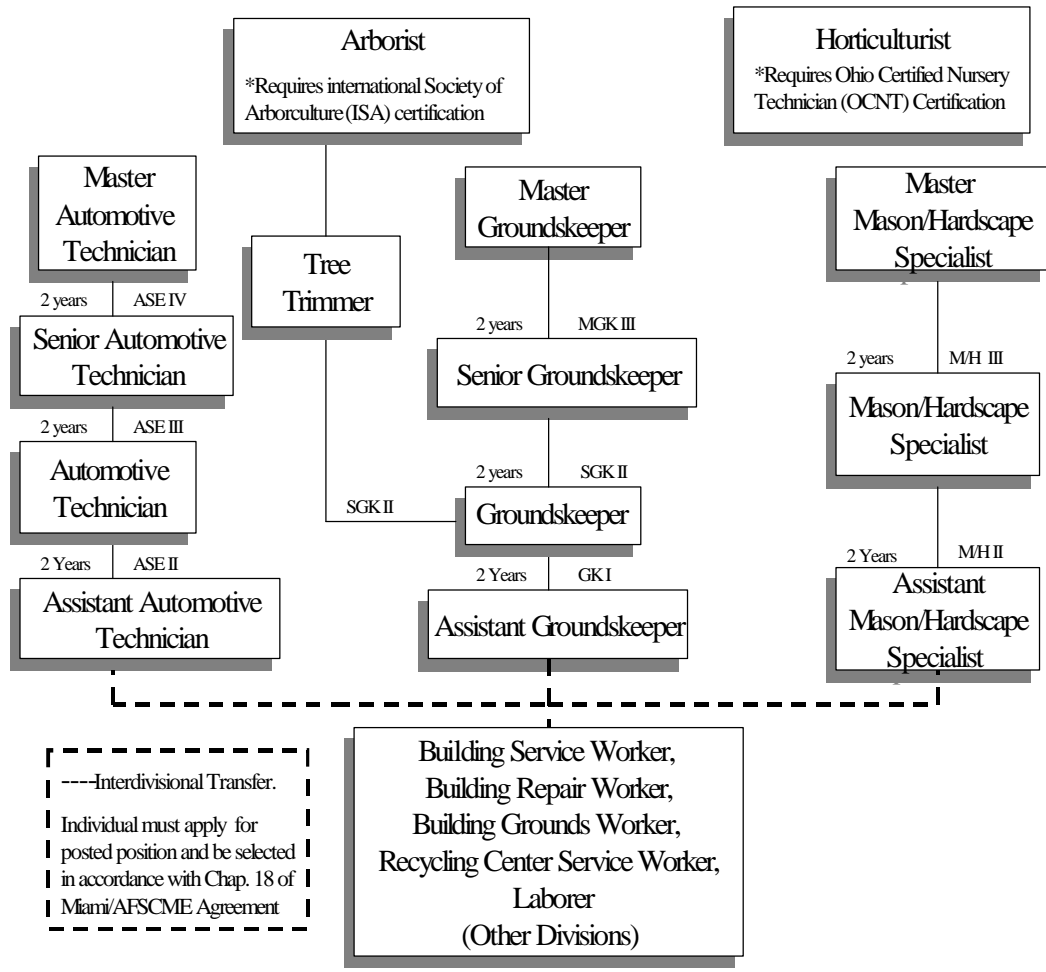 Arborist
*Requires international Society of
Arborculture (ISA) certification
Horticulturist
*Requires Ohio Certified Nursery
Technician (OCNT) Certification
Master
Automotive
Technician
2 years ASE IV
Senior Automotive
Technician
2 years ASE III
Automotive
Technician
2 Years ASE II
Assistant Automotive
Technician
Tree
Trimmer
SGK II
Master
Groundskeeper
2 years MGK III
Senior Groundskeeper
2 years SGK II
Groundskeeper
2 Years GK I
Assistant Groundskeeper
Master
Mason/Hardscape
Specialist
2 years M/H III
Mason/Hardscape
Specialist
2 Years M/H II
Assistant
Mason/Hardscape
Specialist
----Interdivisional Transfer.
Individual must apply for
posted position and be selected
in accordance with Chap. 18 of
Miami/AFSCME Agreement
Building Service Worker,
Building Repair Worker,
Building Grounds Worker,
Recycling Center Service Worker,
Laborer
(Other Divisions)